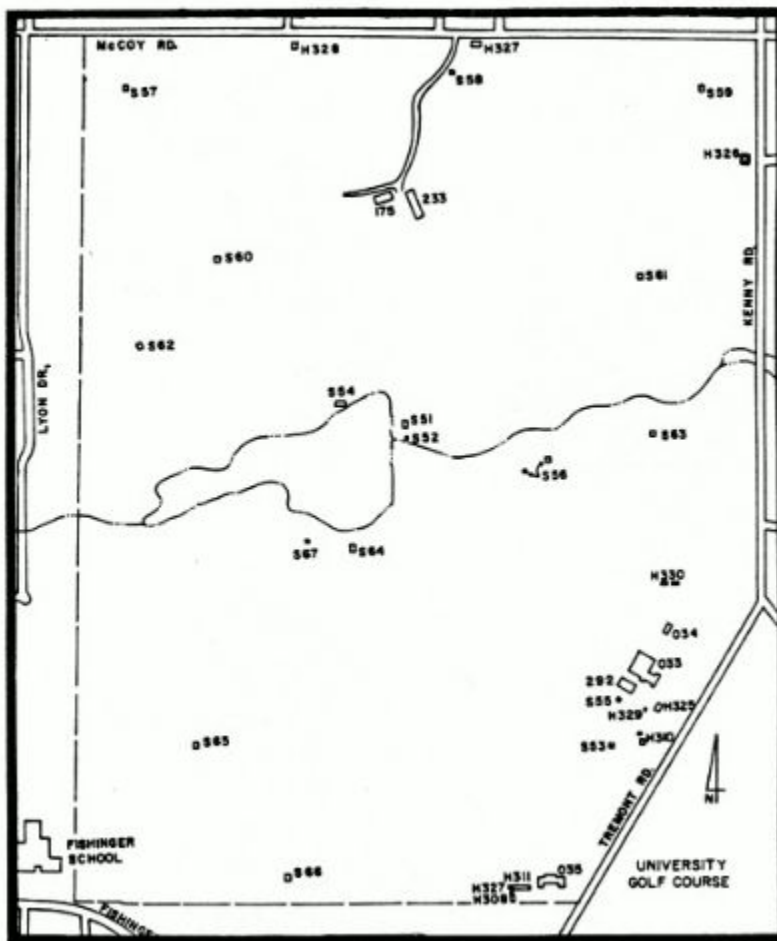 McCOY RD.
H328
H327
S58
S57
S59
H326
175
233
S60
S61
KENNY RD.
S62
LYON DR.
S54
S51
S52
S63
S56
S67
S64
H330
034
033
292
S55
H329
H325
S53
H310
S65
TREMONT RD.
N
FISHINGER
SCHOOL
S66
H311
035
H327
H308
UNIVERSITY
GOLF COURSE
FISHINGER